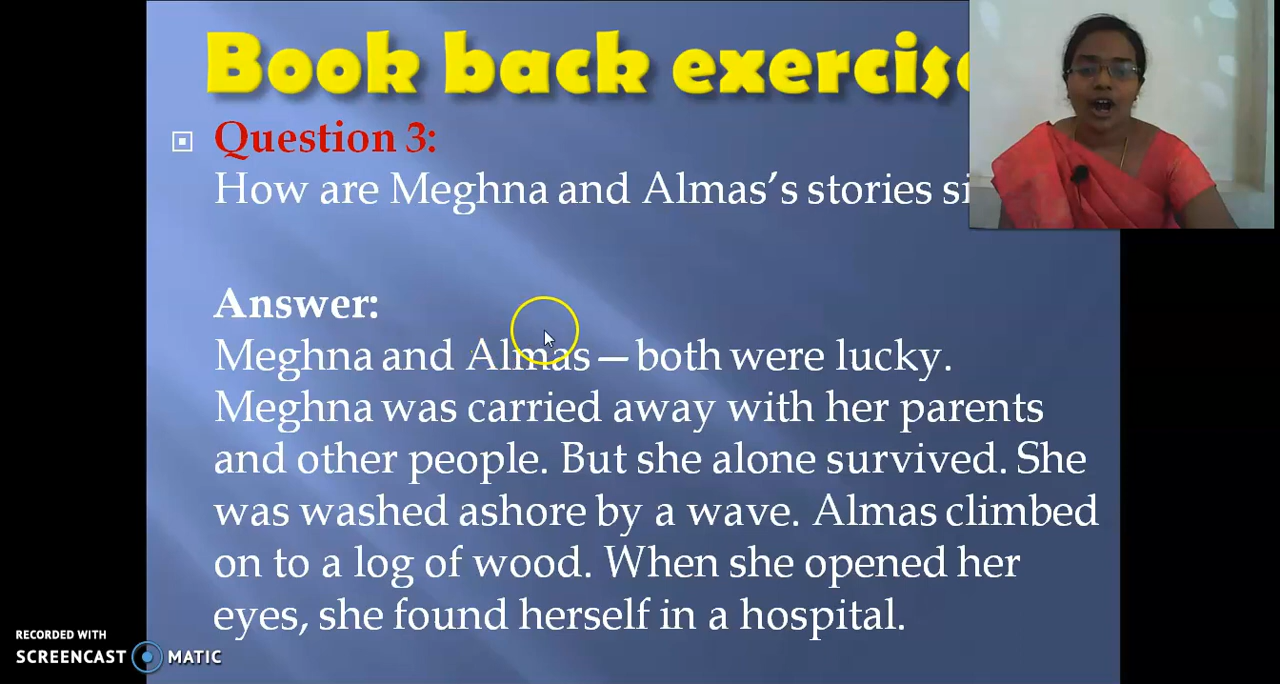 Book back exercise
Question 3:
How are Meghna and Almas's stories si
Answer:
Meghna and Almas—both were lucky.
Meghna was carried away with her parents
and other people. But she alone survived. She
was washed ashore by a wave. Almas climbed
on to a log of wood. When she opened her
eyes, she found herself in a hospital.
RECORDED WITH
SCREENCAST MATIC